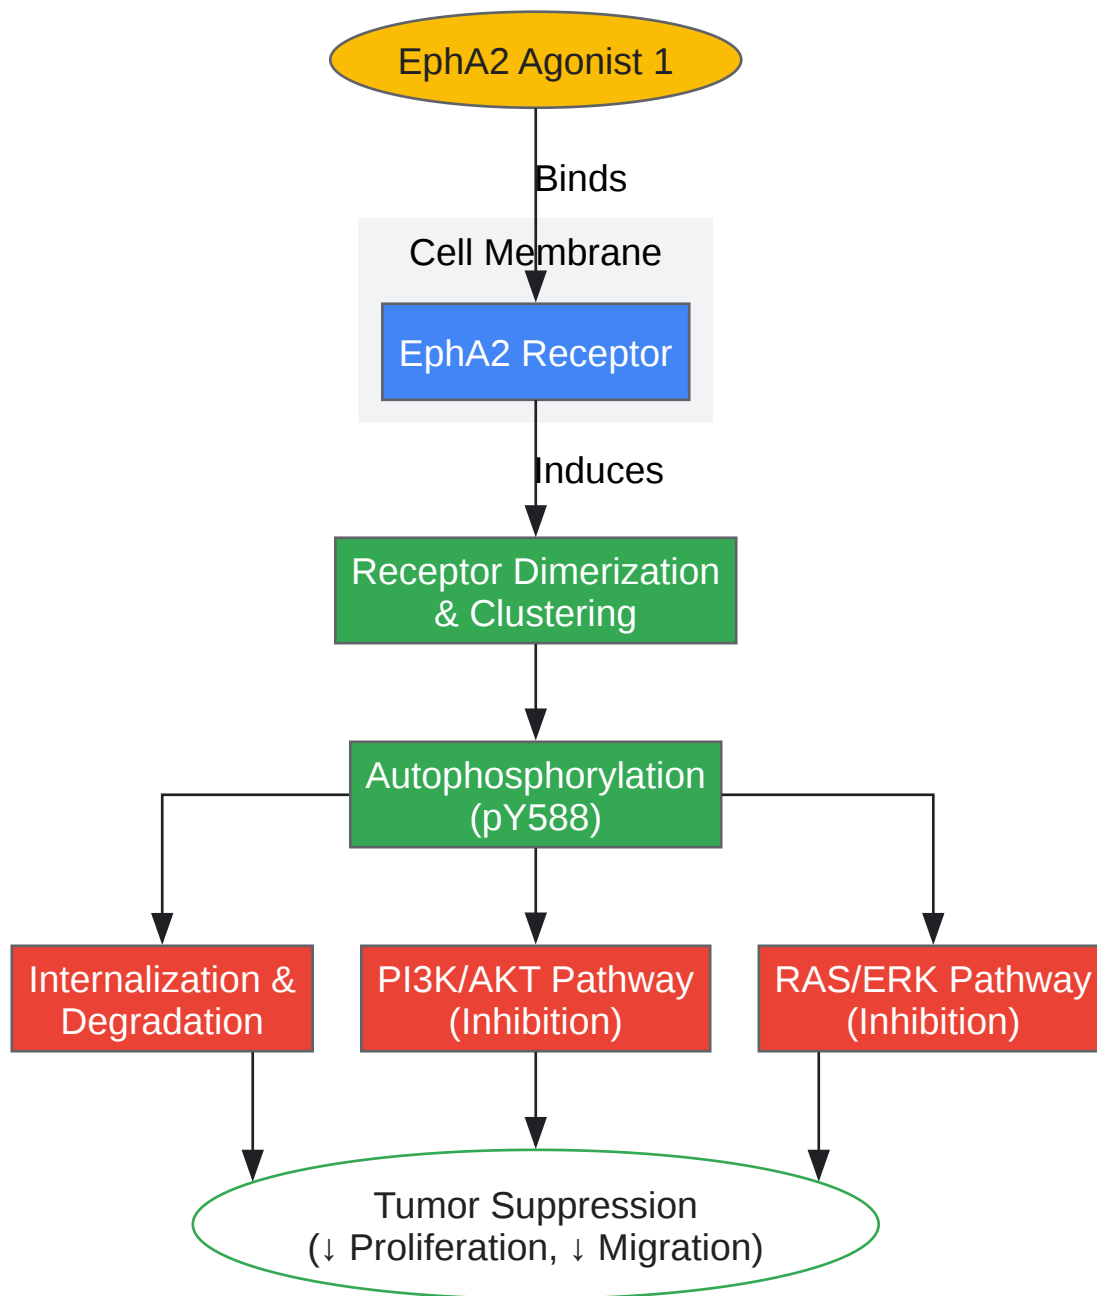 EphA2 Agonist 1
Binds
Cell Membrane
EphA2 Receptor
Induces
Receptor Dimerization
& Clustering
Autophosphorylation
(pY588)
Internalization &
Degradation
PI3K/AKT Pathway
(Inhibition)
RAS/ERK Pathway
(Inhibition)
Tumor Suppression
(↓ Proliferation, ↓ Migration)